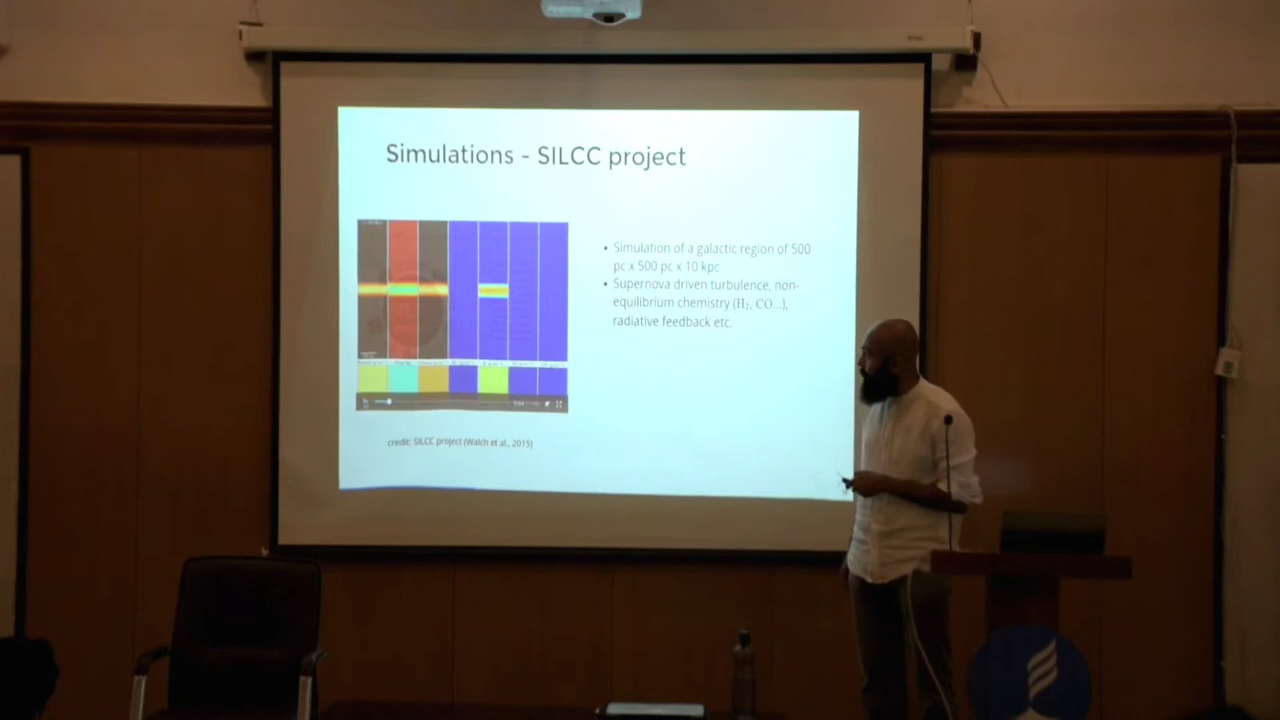 Simulations - SILCC project
• Simulation of a galactic region of 500
pc x 500 pc x 10 kpc
• Supernova driven turbulence, non-
equilibrium chemistry (H₂, CO...),
radiative feedback etc.
credit: SILCC project (Walch et al., 2015)